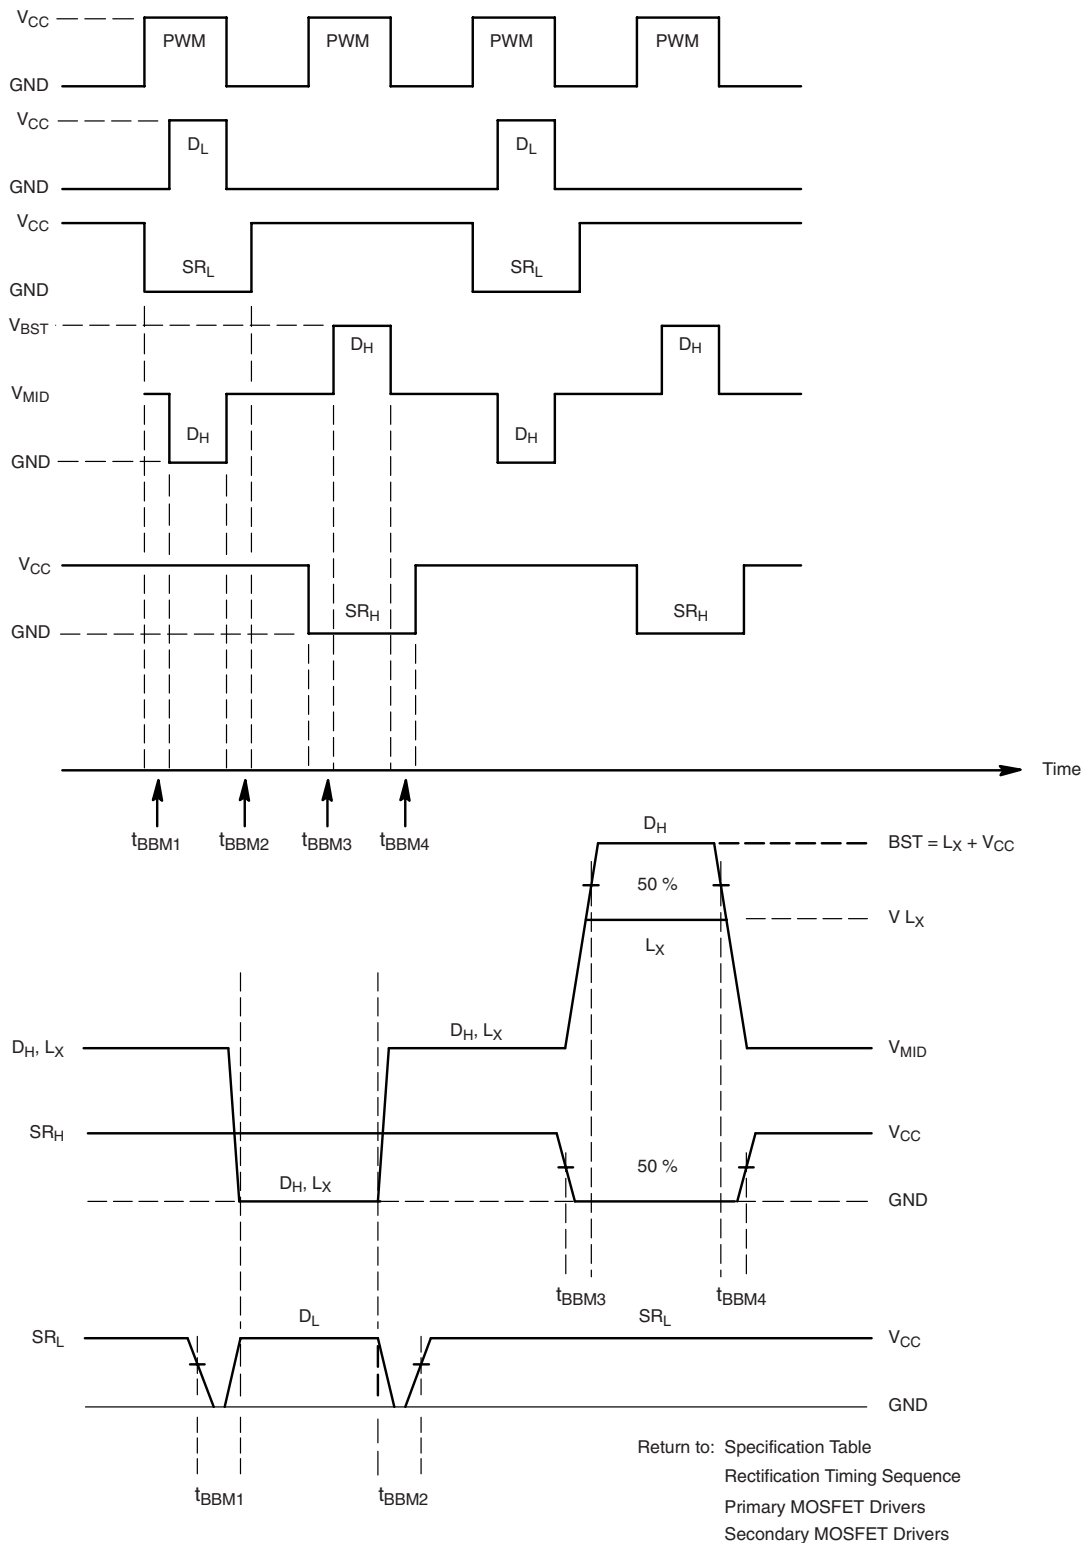 VCC
PWM PWM PWM PWM
GND
VCC
DL DL
GND
VCC
SRL SRL
GND
VBST
DH DH
VMID
DH DH
GND
VCC
SRH SRH
GND
Time
tBBM1 tBBM2 tBBM3 tBBM4
DH
BST = LX + VCC
50 %
V LX
LX
DH, LX
DH, LX
VMID
SRH
VCC
50 %
DH, LX
GND
tBBM3 tBBM4
SRL
DL
SRL
VCC
GND
tBBM1 tBBM2
Return to: Specification Table
Rectification Timing Sequence
Primary MOSFET Drivers
Secondary MOSFET Drivers